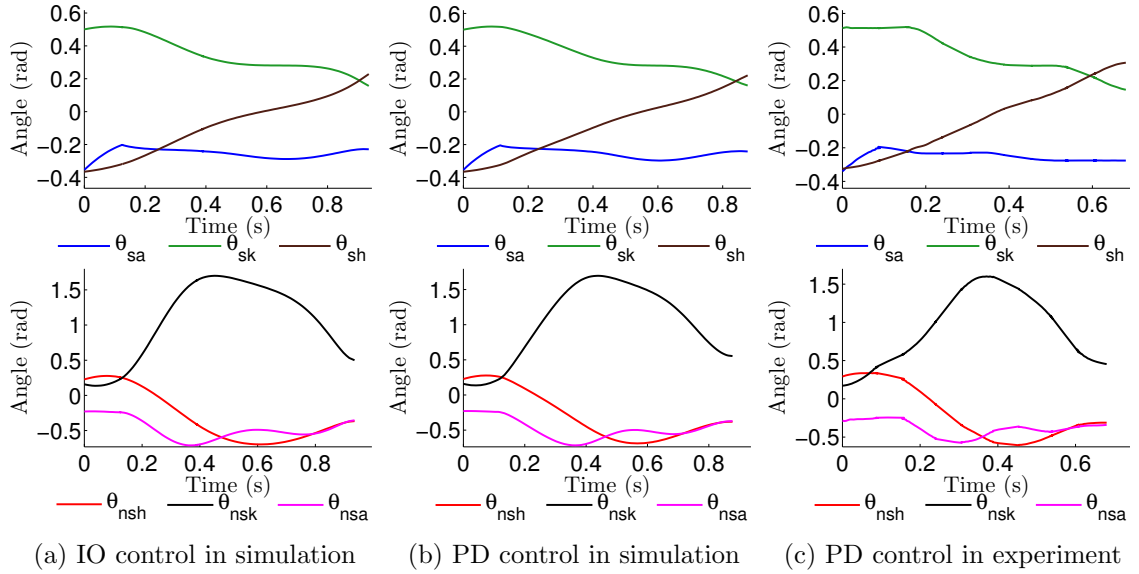 0.6
0.4
0.2
0
−0.2
−0.4
Angle (rad)
0 0.2 0.4 0.6 0.8
Time (s)
θsa θsk θsh
0.6
0.4
0.2
0
−0.2
−0.4
Angle (rad)
0 0.2 0.4 0.6 0.8
Time (s)
θsa θsk θsh
0.6
0.4
0.2
0
−0.2
−0.4
Angle (rad)
0 0.2 0.4 0.6
Time (s)
θsa θsk θsh
1.5
1
0.5
0
−0.5
Angle (rad)
0 0.2 0.4 0.6 0.8
Time (s)
θnsh θnsk θnsa
1.5
1
0.5
0
−0.5
Angle (rad)
0 0.2 0.4 0.6 0.8
Time (s)
θnsh θnsk θnsa
1.5
1
0.5
0
−0.5
Angle (rad)
0 0.2 0.4 0.6
Time (s)
θnsh θnsk θnsa
(a) IO control in simulation
(b) PD control in simulation
(c) PD control in experiment